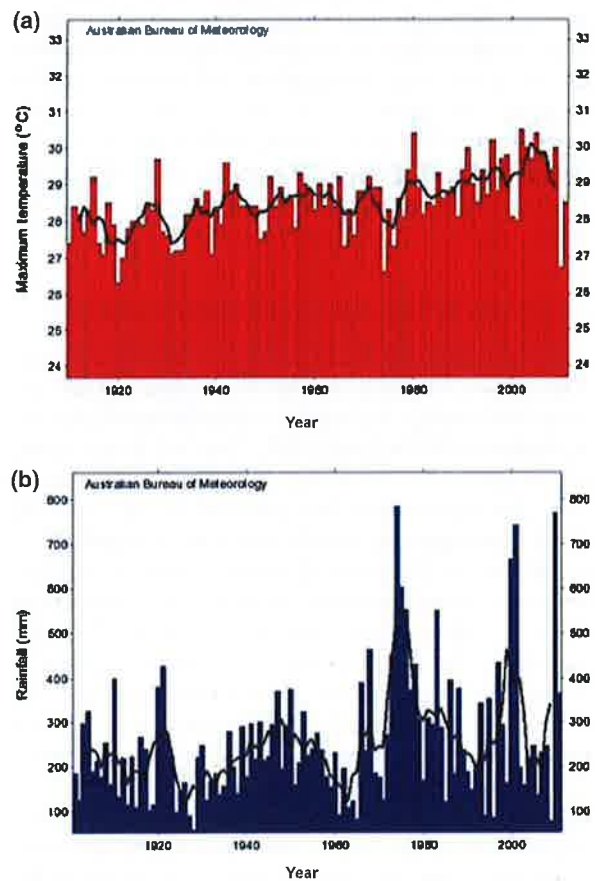 (a)
Australian Bureau of Meteorology
Maximum temperature (°C)
33 33
32 32
31 31
30 30
29 29
28 28
27 27
26 26
25 25
24 24
1920 1940 1960 1980 2000
Year
(b)
Australian Bureau of Meteorology
Rainfall (mm)
800 800
700 700
600 600
500 500
400 400
300 300
200 200
100 100
1920 1940 1960 1980 2000
Year